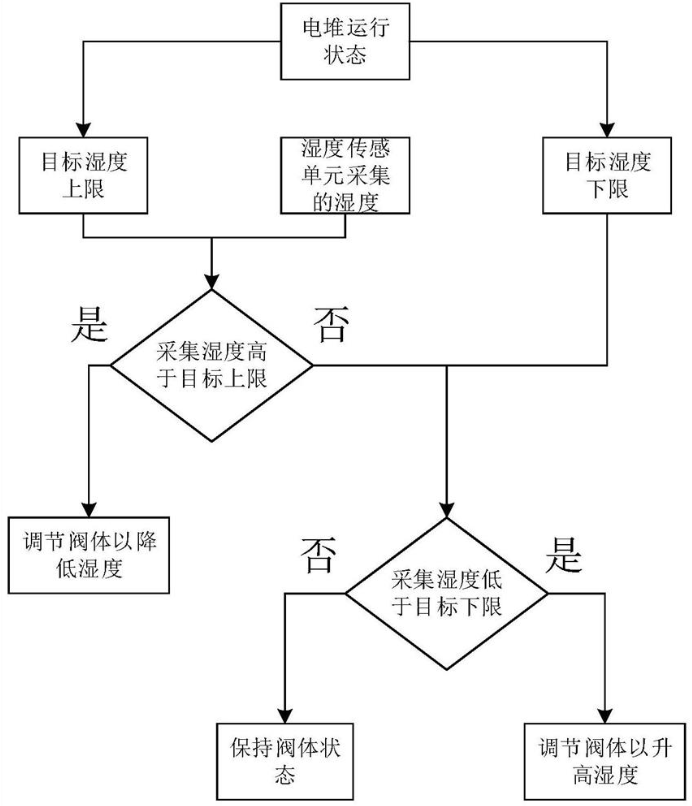 电堆运行
状态
目标湿度
上限
湿度传感
单元采集
的湿度
目标湿度
下限
是
否
采集湿度高
于目标上限
调节阀体以降
低湿度
否
是
采集湿度低
于目标下限
保持阀体状
态
调节阀体以升
高湿度